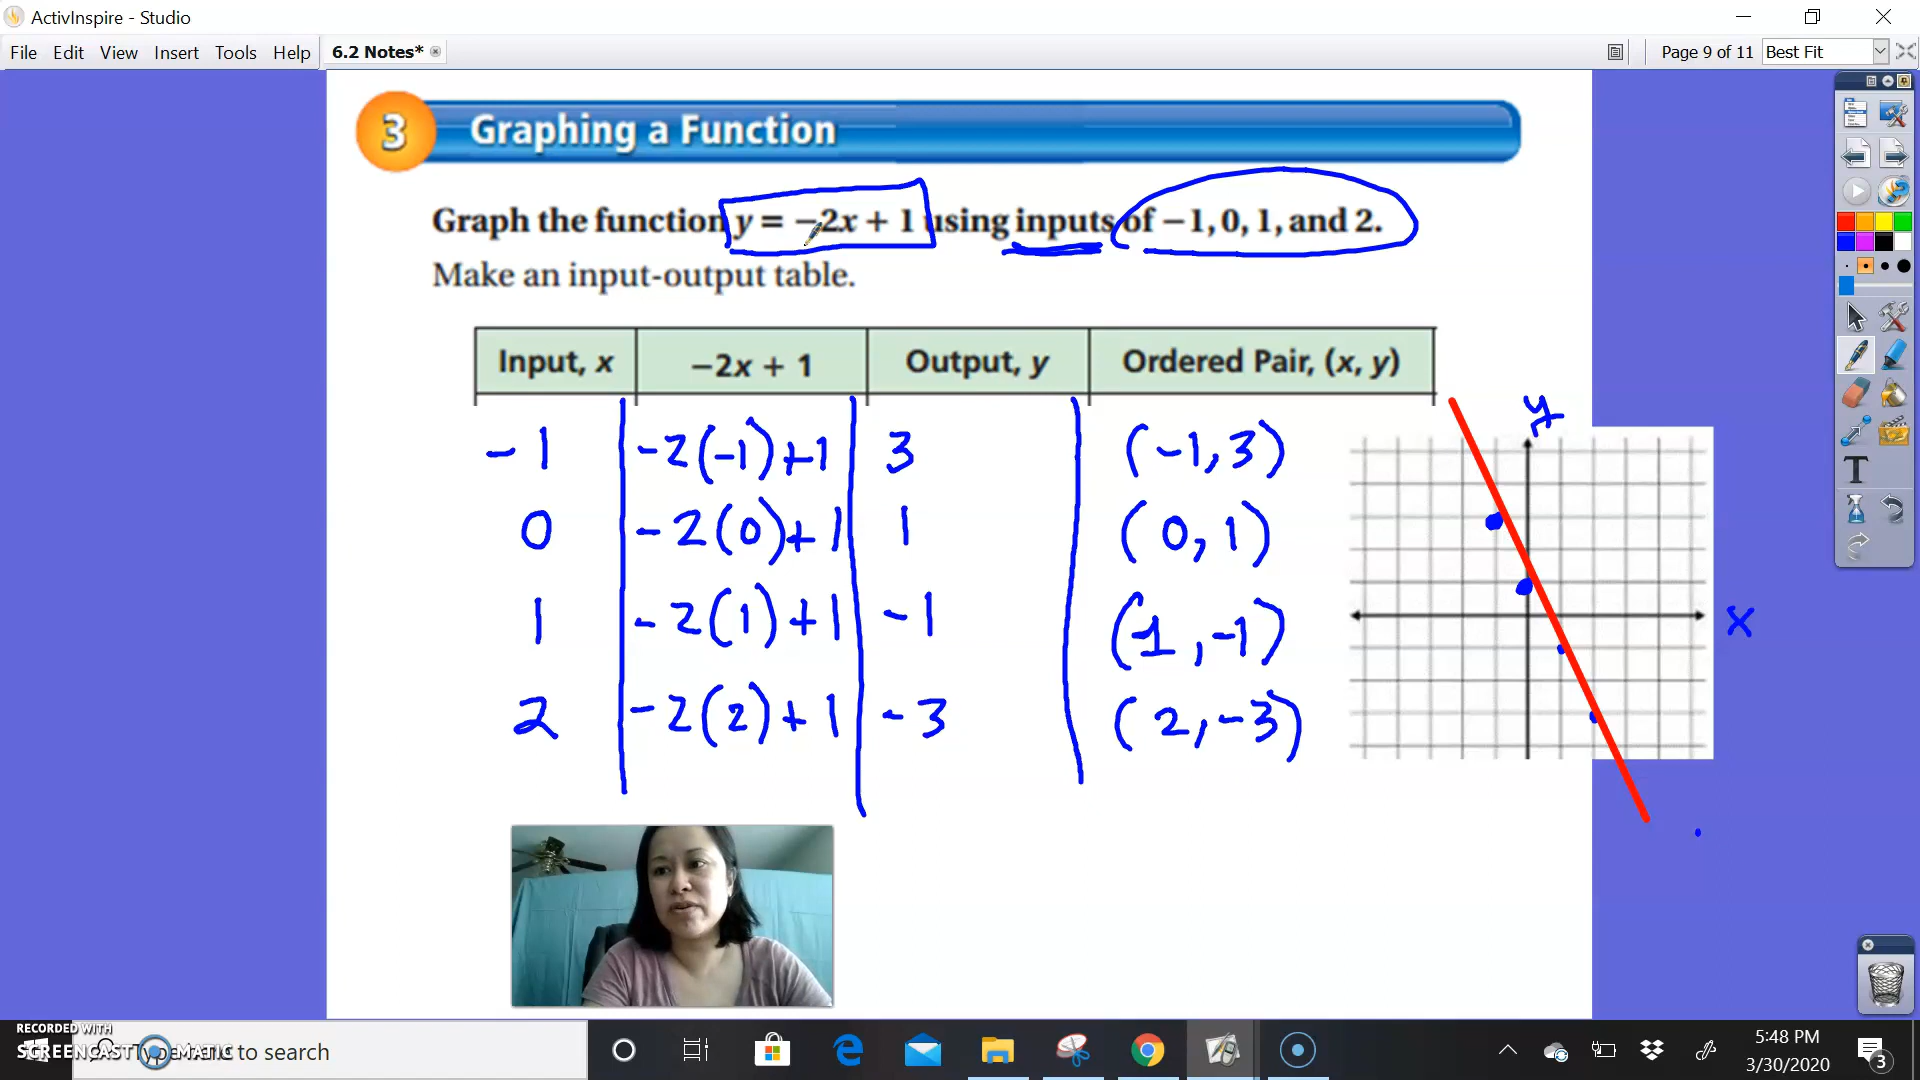 ActivInspire - Studio
File Edit View Insert Tools Help 6.2 Notes* Page 9 of 11 Best Fit
3 Graphing a Function
Graph the function y = −2x + 1 using inputs of −1, 0, 1, and 2.
Make an input-output table.
Input, x −2x + 1 Output, y Ordered Pair, (x, y)
-1 -2(-1)+1 3 (-1,3)
0 -2(0)+1 1 (0,1)
1 -2(1)+1 -1 (1,-1)
2 -2(2)+1 -3 (2,-3)
y
x
T
RECORDED WITH
SCREENCAST MATIC
Type here to search
5:48 PM
3/30/2020
3